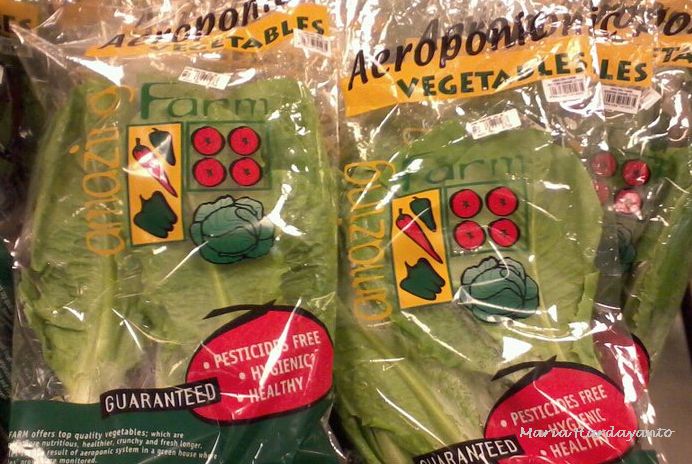 Aeroponic
VEGETABLES
amazing
Farm
PESTICIDES FREE
HYGIENIC
HEALTHY
GUARANTEED
FARM offers top quality vegetables; which are
nutritious, healthier, crunchy and fresh longer.
result of aeroponic system in a green house where
are monitored.
Aeroponic
VEGETABLES
amazing
Farm
PESTICIDES FREE
HYGIENIC
HEALTHY
GUARANTEED
LES
Maria Hardayanto